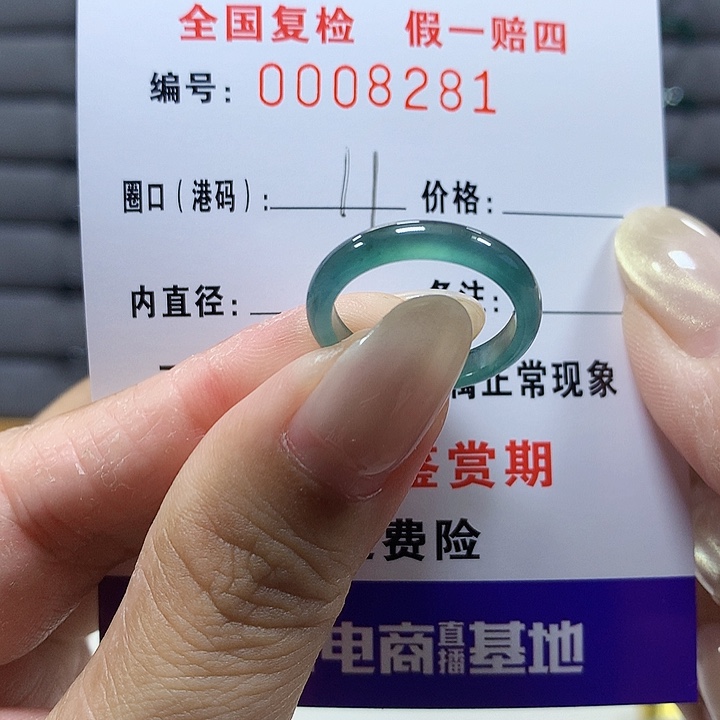 全国复检 假一赔四
编号: 0008281
圈口(港码): 11 价格:
内直径: 备注:
正常现象
鉴赏期
费险
电商直播基地